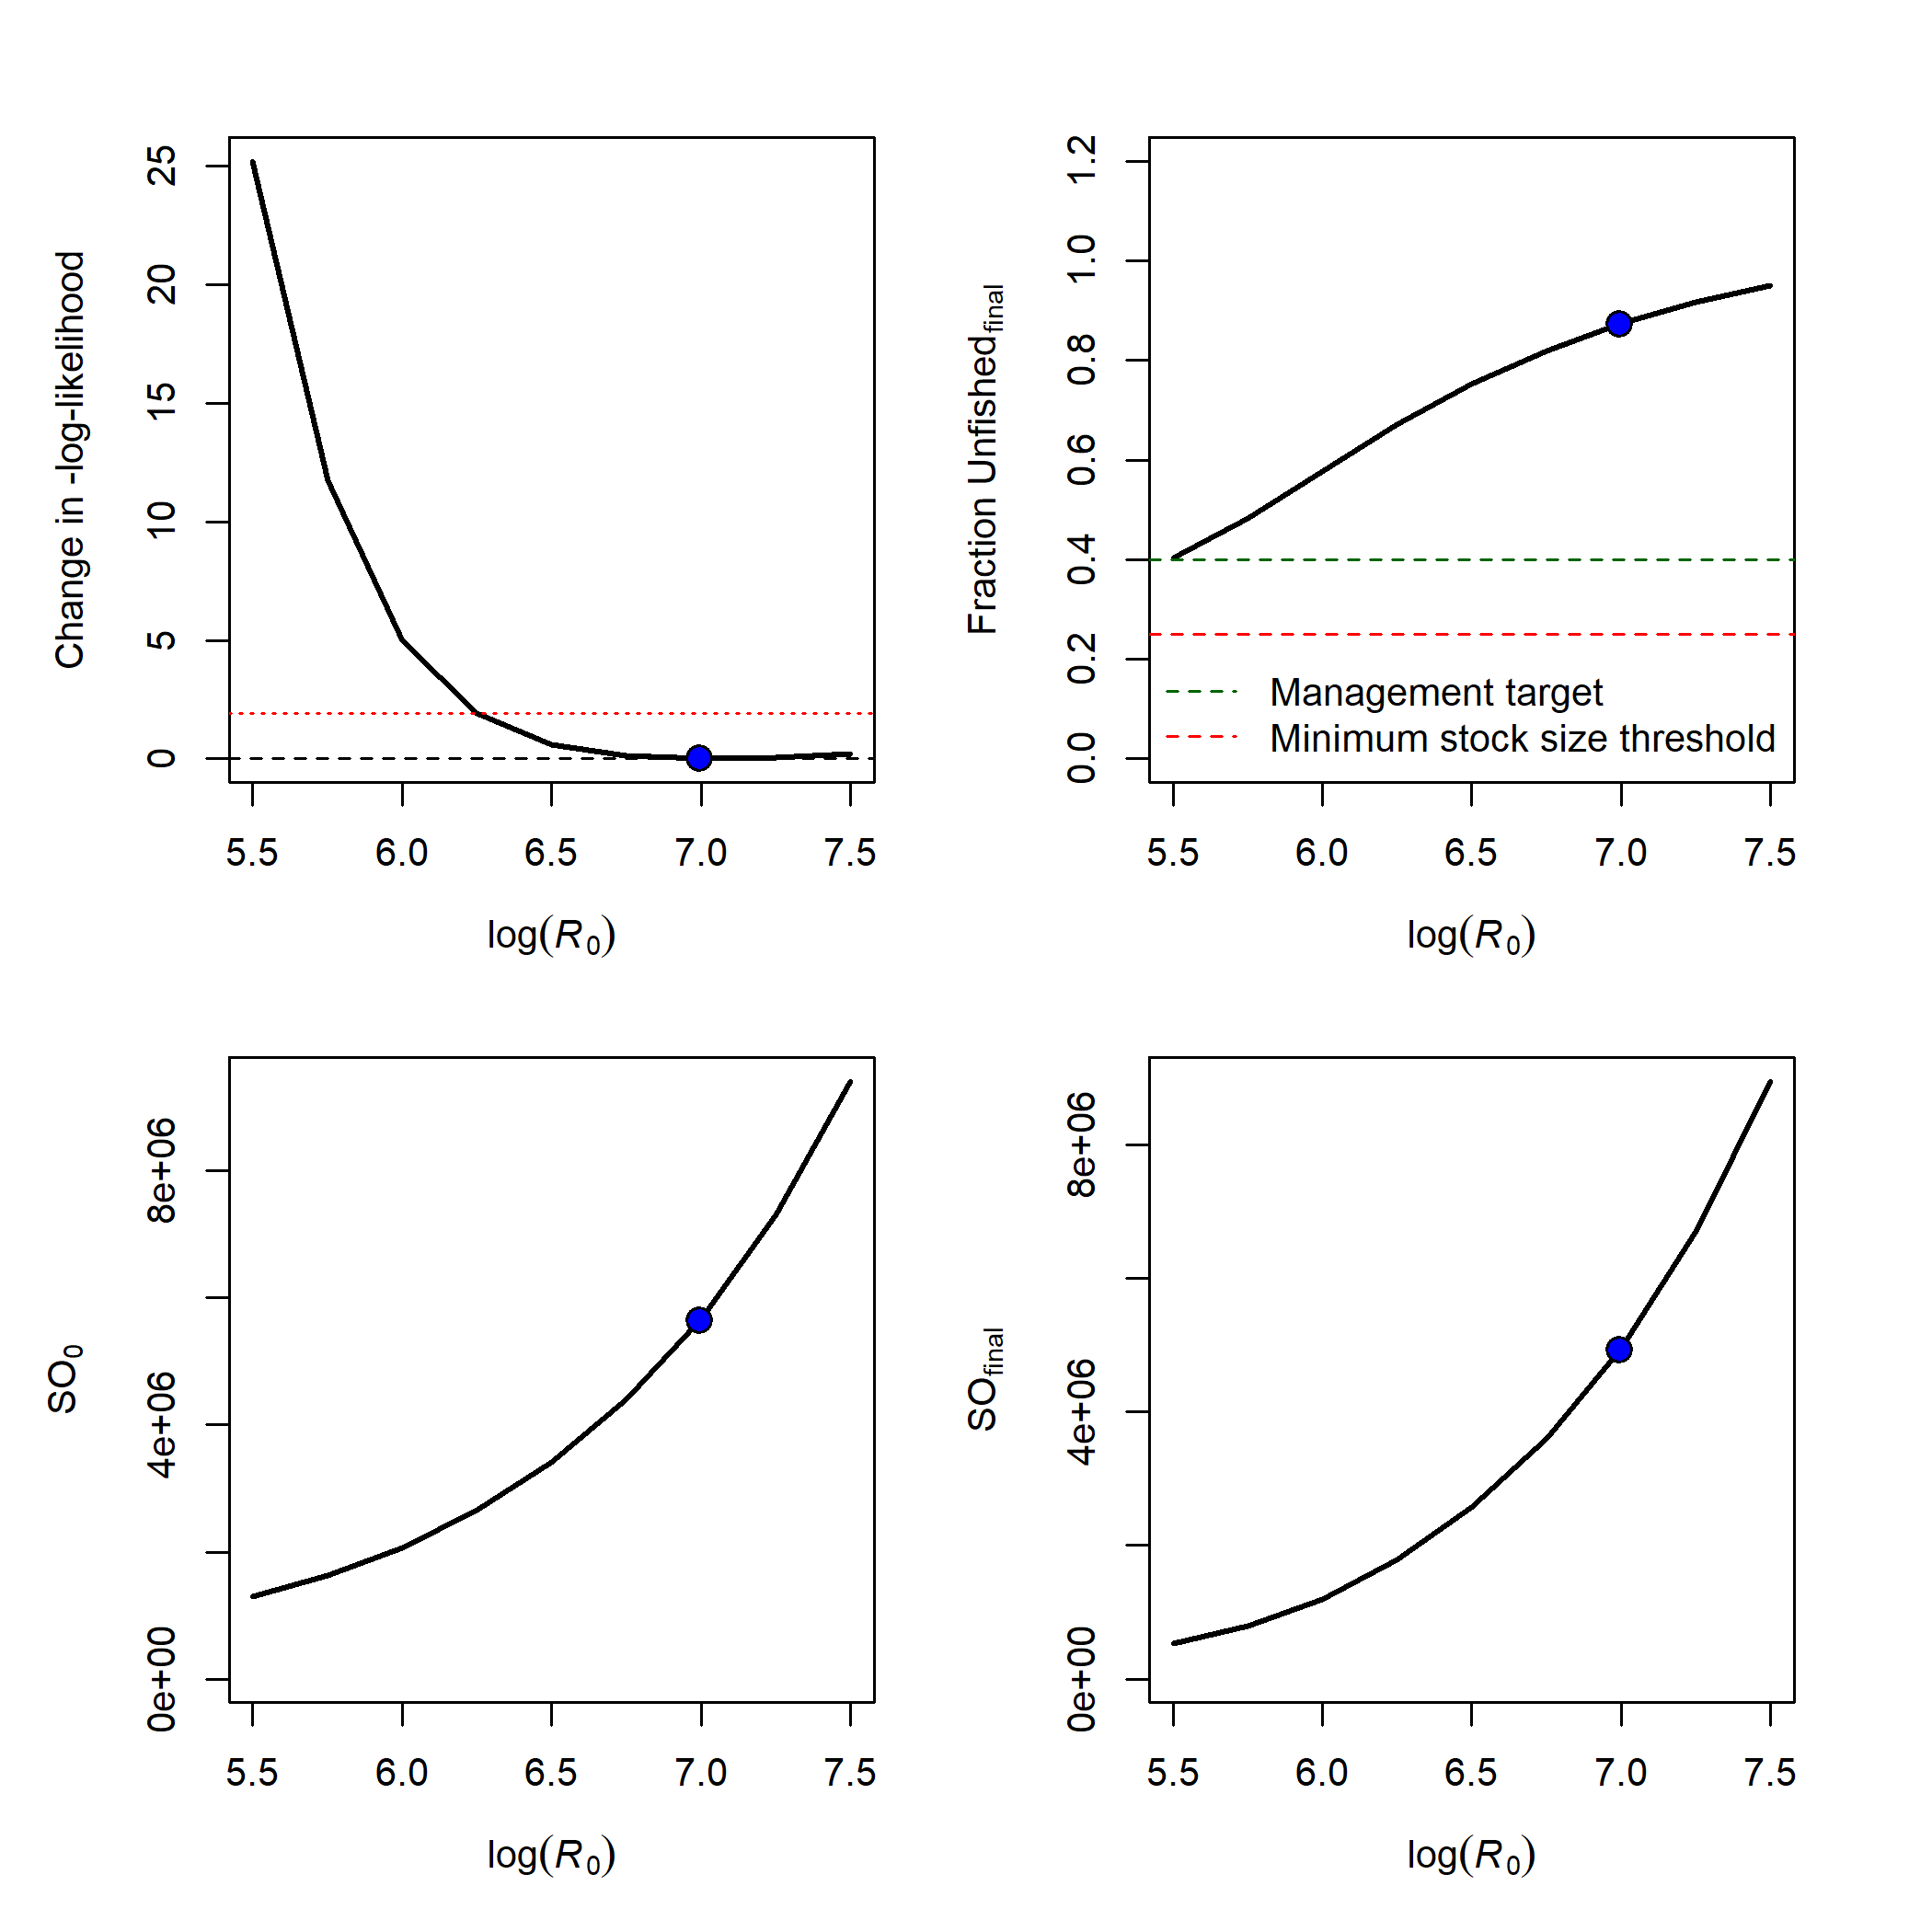 Change in -log-likelihood
25
20
15
10
5
0
5.5 6.0 6.5 7.0 7.5
log(R0)
Fraction Unfishedfinal
1.2
1.0
0.8
0.6
0.4
0.2
0.0
Management target
Minimum stock size threshold
5.5 6.0 6.5 7.0 7.5
log(R0)
SO0
8e+06
4e+06
0e+00
5.5 6.0 6.5 7.0 7.5
log(R0)
SOfinal
8e+06
4e+06
0e+00
5.5 6.0 6.5 7.0 7.5
log(R0)